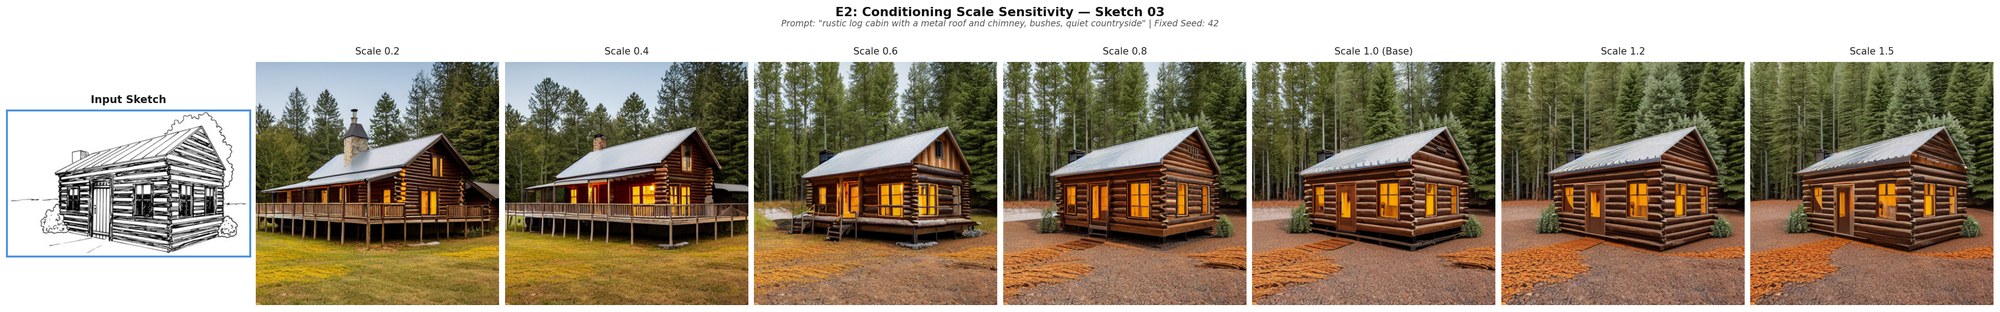 E2: Conditioning Scale Sensitivity — Sketch 03
Prompt: "rustic log cabin with a metal roof and chimney, bushes, quiet countryside" | Fixed Seed: 42
Input Sketch
Scale 0.2
Scale 0.4
Scale 0.6
Scale 0.8
Scale 1.0 (Base)
Scale 1.2
Scale 1.5